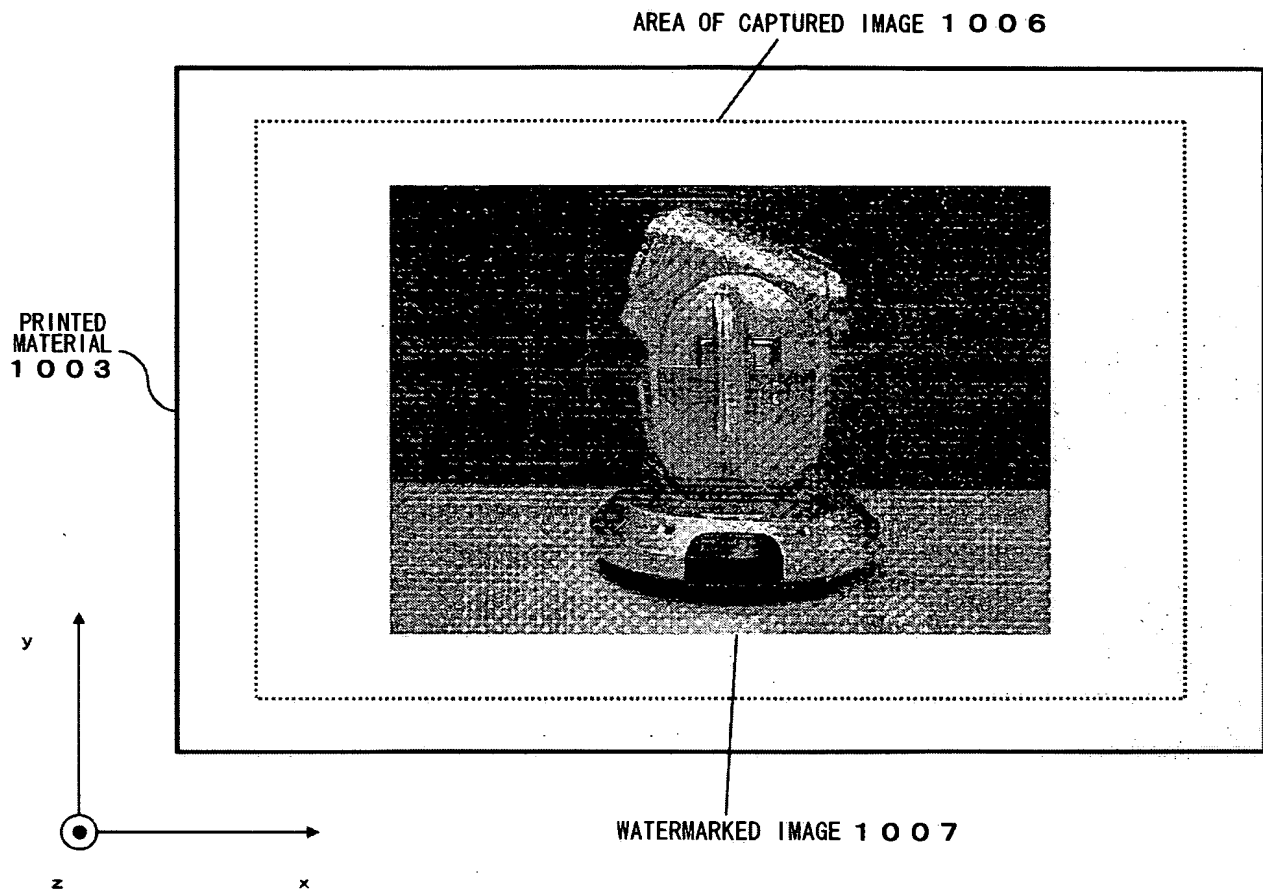 AREA OF CAPTURED IMAGE 1006
PRINTED
MATERIAL
1003
y
z
x
WATERMARKED IMAGE 1007